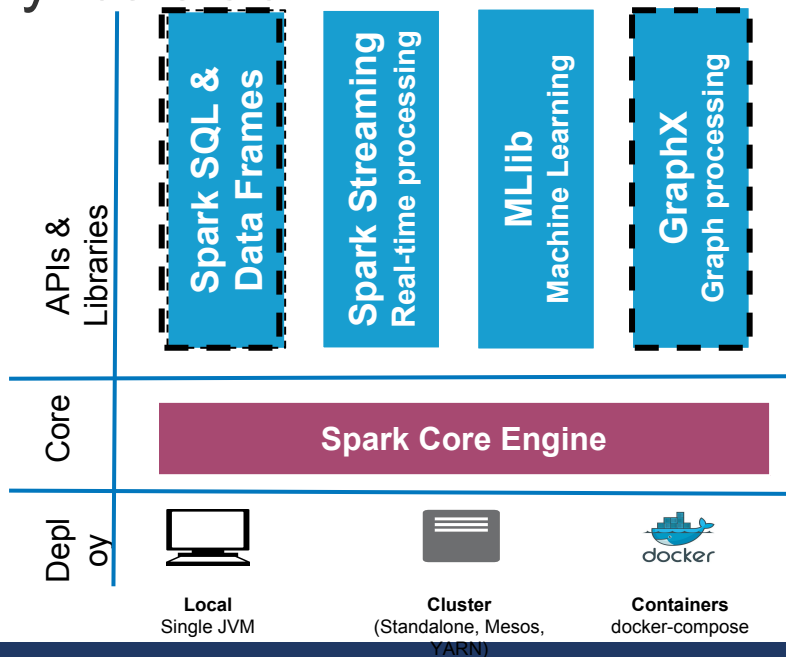 APIs &
Libraries
Spark SQL &
Data Frames
Spark Streaming
Real-time processing
MLlib
Machine Learning
GraphX
Graph processing
Core
Spark Core Engine
Depl
oy
docker
Local
Single JVM
Cluster
(Standalone, Mesos,
YARN)
Containers
docker-compose